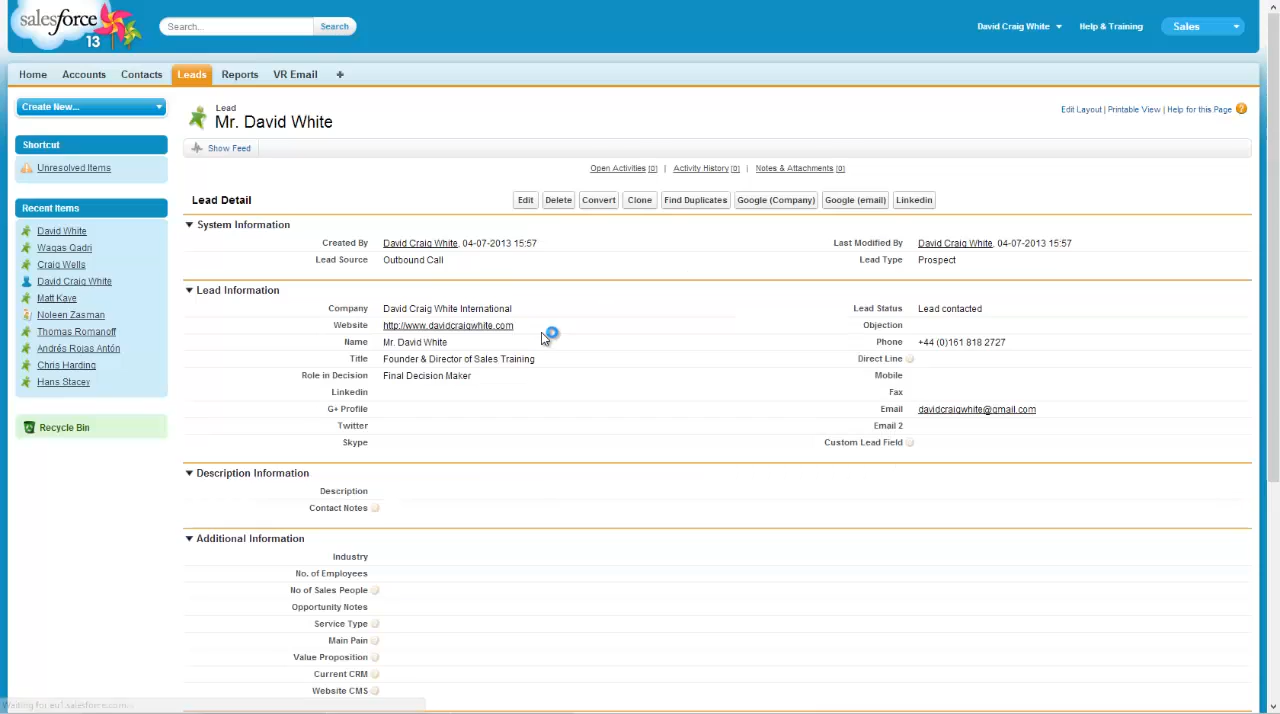 salesforce
13
Search...
Search
David Craig White
Help & Training
Sales
Home Accounts Contacts Leads Reports VR Email +
Create New...
Shortcut
Unresolved Items
Recent Items
David White
Waqas Qadri
Craig Wells
David Craig White
Matt Kave
Noleen Zasman
Thomas Romanoff
Andrés Rojas Antón
Chris Harding
Hans Stacey
Recycle Bin
Lead
Mr. David White
Edit Layout | Printable View | Help for this Page ?
Show Feed
Open Activities [0] | Activity History [0] | Notes & Attachments [0]
Lead Detail
Edit Delete Convert Clone Find Duplicates Google (Company) Google (email) Linkedin
System Information
Created By David Craig White, 04-07-2013 15:57 Last Modified By David Craig White, 04-07-2013 15:57
Lead Source Outbound Call Lead Type Prospect
Lead Information
Company David Craig White International Lead Status Lead contacted
Website http://www.davidcraigwhite.com Objection
Name Mr. David White Phone +44 (0)161 818 2727
Title Founder & Director of Sales Training Direct Line
Role in Decision Final Decision Maker Mobile
Linkedin Fax
G+ Profile Email davidcraigwhite@gmail.com
Twitter Email 2
Skype Custom Lead Field
Description Information
Description
Contact Notes
Additional Information
Industry
No. of Employees
No of Sales People
Opportunity Notes
Service Type
Main Pain
Value Proposition
Current CRM
Website CMS
Waiting for eu1.salesforce.com...